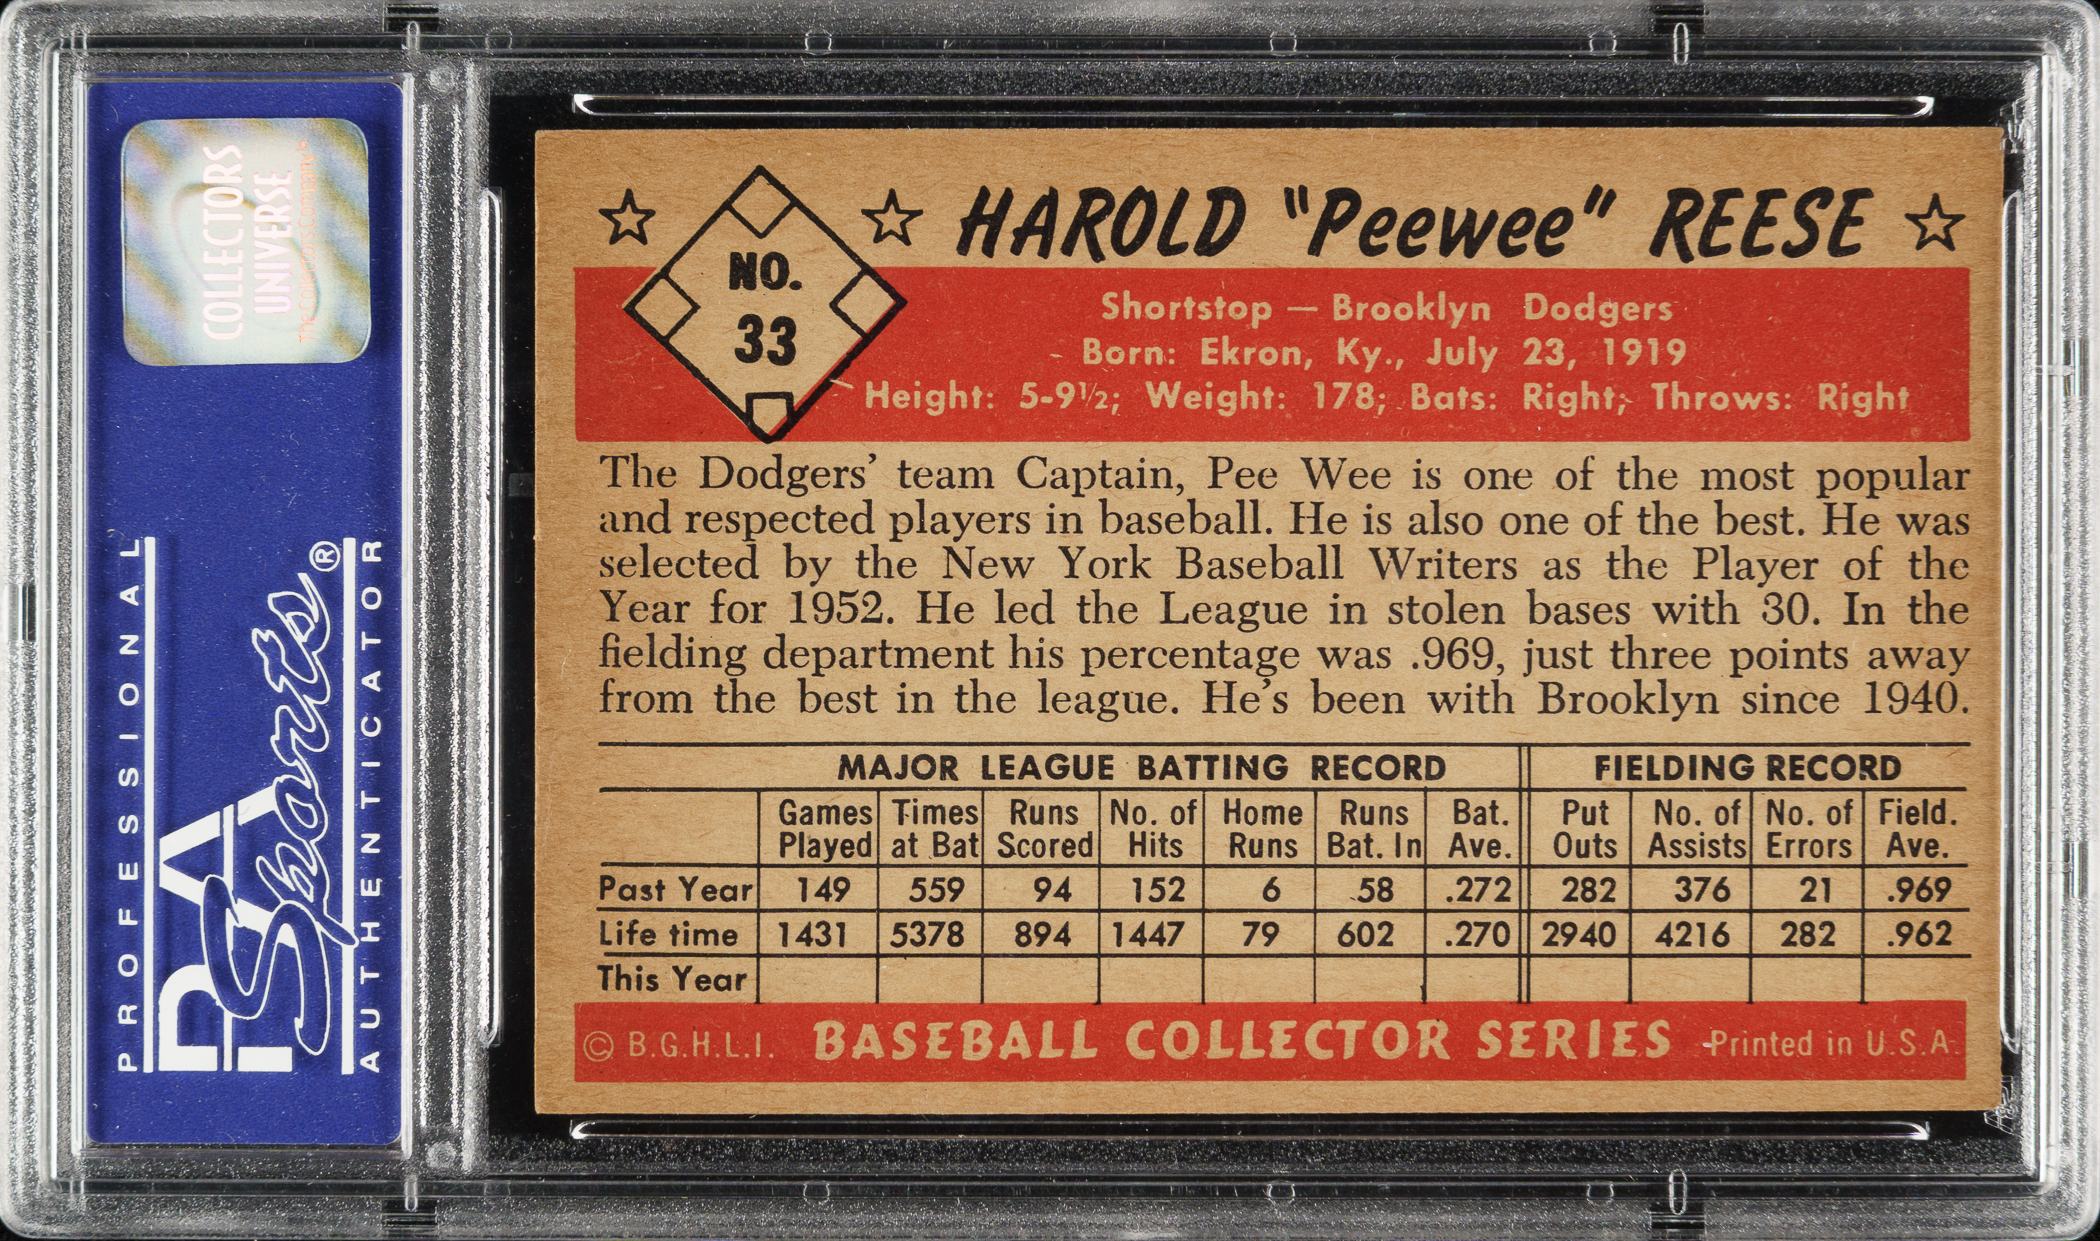 COLLECTORS
UNIVERSE
PROFESSIONAL
PSA
Sports®
AUTHENTICATOR
NO.
33
HAROLD "Peewee" REESE
Shortstop — Brooklyn Dodgers
Born: Ekron, Ky., July 23, 1919
Height: 5-9½; Weight: 178; Bats: Right; Throws: Right
The Dodgers' team Captain, Pee Wee is one of the most popular
and respected players in baseball. He is also one of the best. He was
selected by the New York Baseball Writers as the Player of the
Year for 1952. He led the League in stolen bases with 30. In the
fielding department his percentage was .969, just three points away
from the best in the league. He's been with Brooklyn since 1940.
MAJOR LEAGUE BATTING RECORD FIELDING RECORD
Games Times Runs No. of Home Runs Bat. Put No. of No. of Field.
Played at Bat Scored Hits Runs Bat. In Ave. Outs Assists Errors Ave.
Past Year 149 559 94 152 6 58 .272 282 376 21 .969
Life time 1431 5378 894 1447 79 602 .270 2940 4216 282 .962
This Year
© B.G.H.L.I. BASEBALL COLLECTOR SERIES Printed in U.S.A.